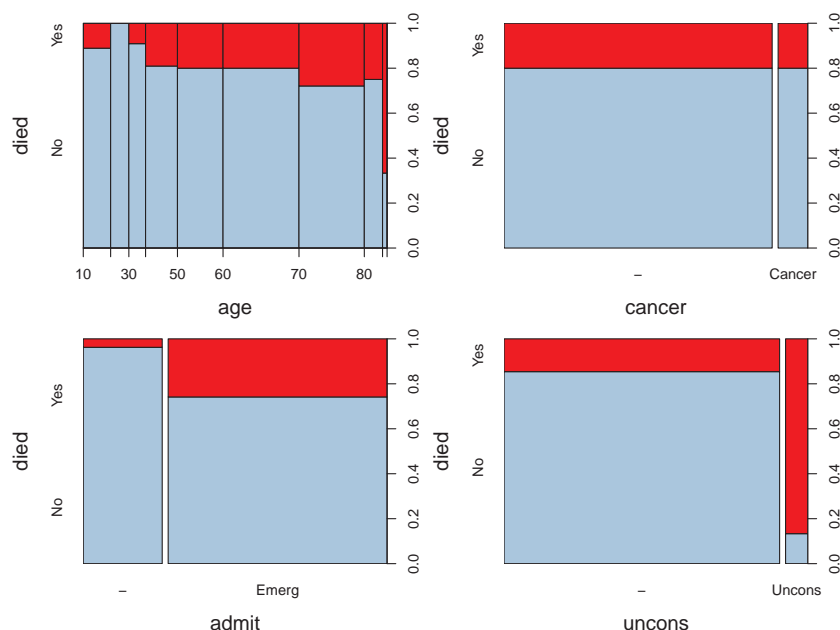 Yes
No
died
0.0 0.2 0.4 0.6 0.8 1.0
10 30 50 60 70 80
age
Yes
No
died
0.0 0.2 0.4 0.6 0.8 1.0
– Cancer
cancer
Yes
No
died
0.0 0.2 0.4 0.6 0.8 1.0
– Emerg
admit
Yes
No
died
0.0 0.2 0.4 0.6 0.8 1.0
– Uncons
uncons